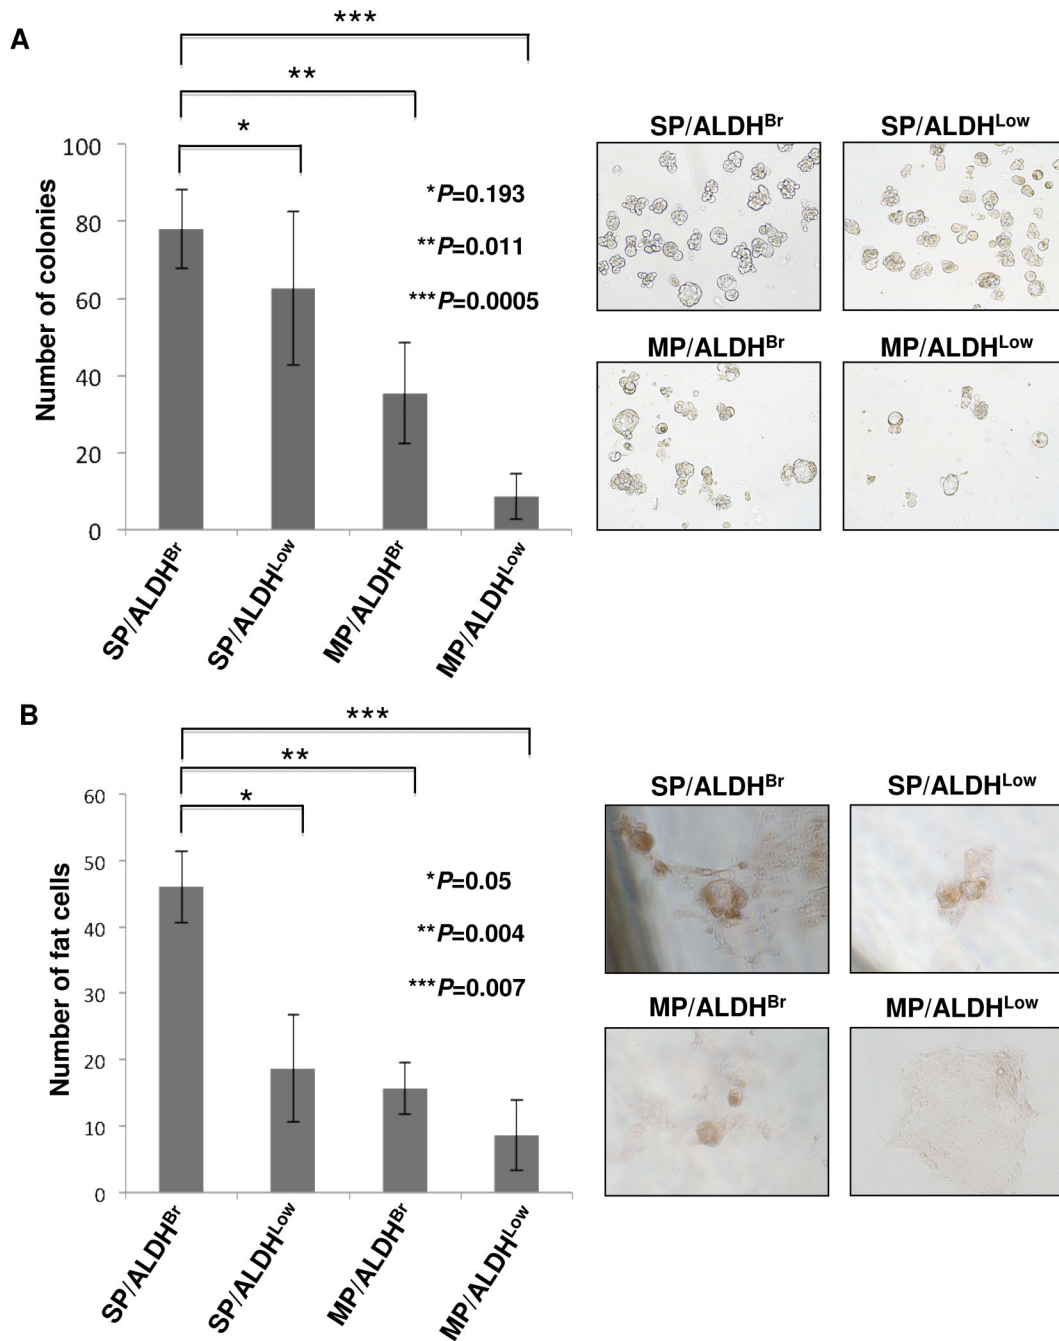 A
***
**
*
Number of colonies
100
80
60
40
20
0
*P=0.193
**P=0.011
***P=0.0005
SP/ALDHBr
SP/ALDHLow
MP/ALDHBr
MP/ALDHLow
SP/ALDHBr
SP/ALDHLow
MP/ALDHBr
MP/ALDHLow
B
***
**
*
Number of fat cells
60
50
40
30
20
10
0
*P=0.05
**P=0.004
***P=0.007
SP/ALDHBr
SP/ALDHLow
MP/ALDHBr
MP/ALDHLow
SP/ALDHBr
SP/ALDHLow
MP/ALDHBr
MP/ALDHLow